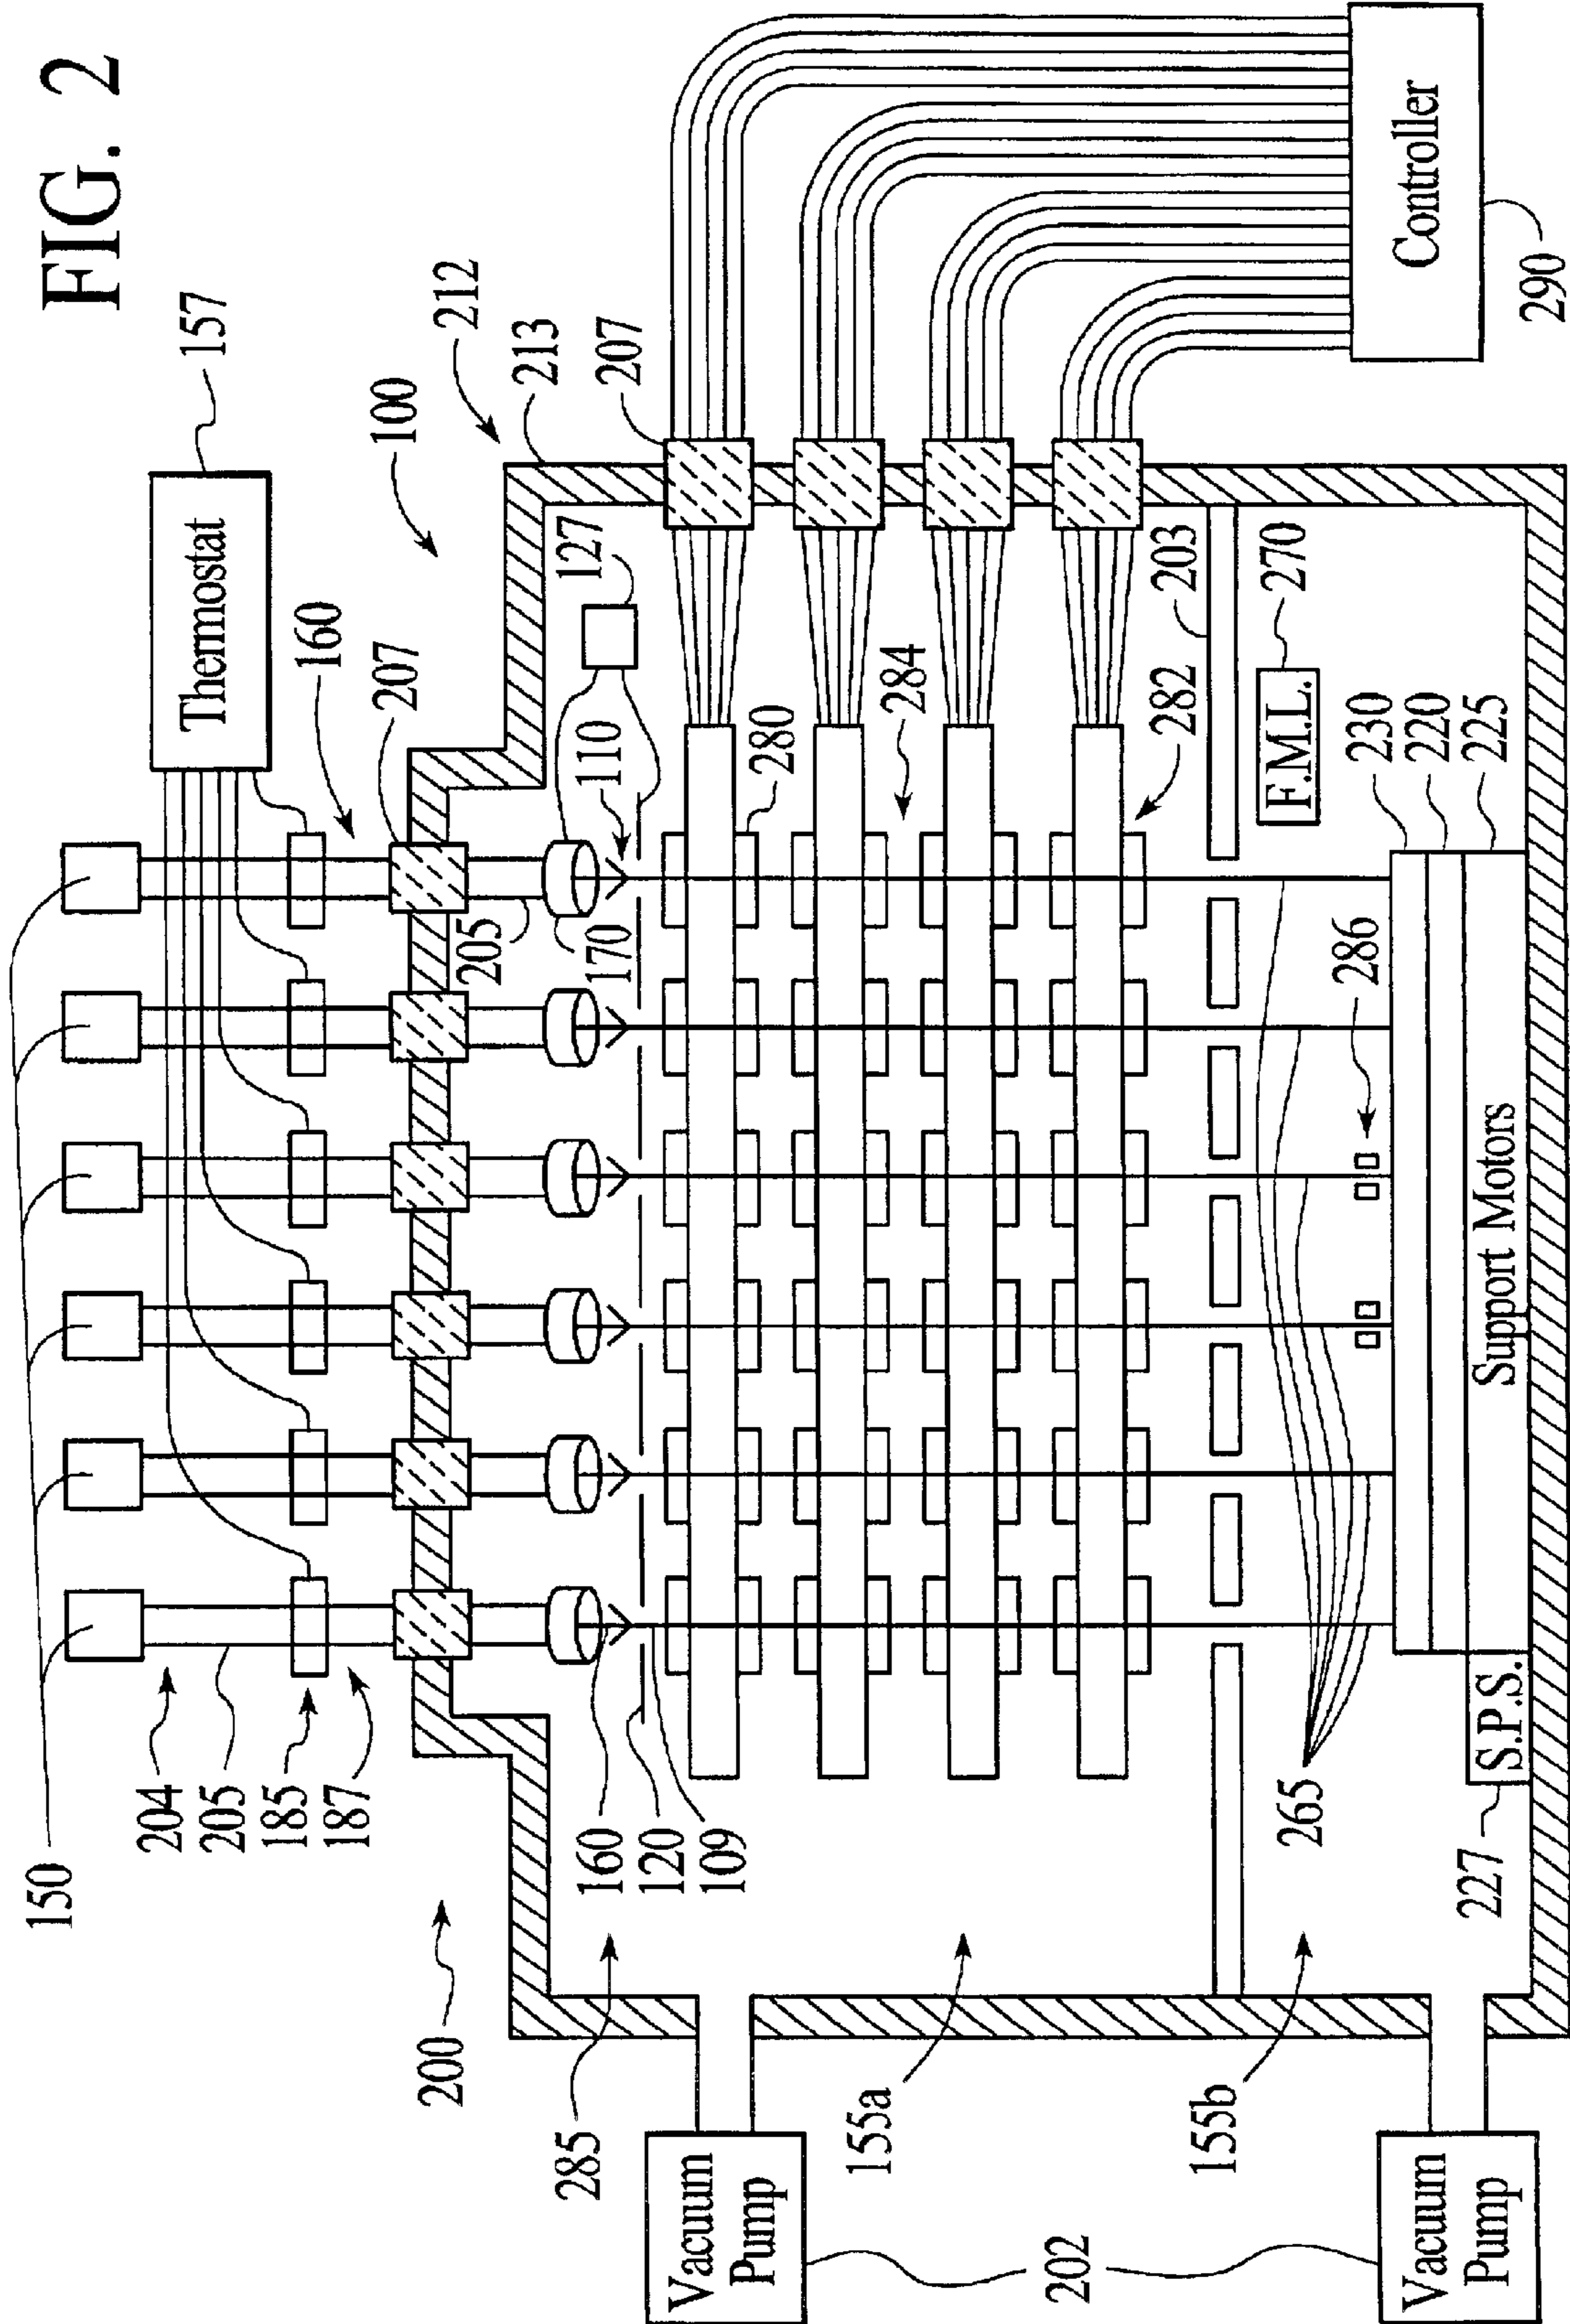 FIG. 2
150
204
205
185
187
200
Thermostat
157
160
207
100
212
213
207
205
170
110
127
285
160
120
109
280
284
282
203
155a
155b
265
286
F.M.L.
270
230
220
225
Support Motors
S.P.S.
227
Vacuum
Pump
Vacuum
Pump
202
Controller
290